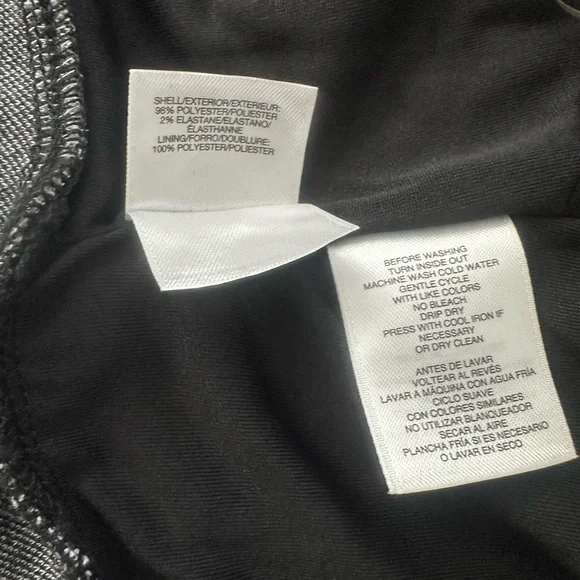 SHELL/EXTERIOR/EXTERIEUR:
98% POLYESTER/POLIESTER
2% ELASTANE/ELASTANO/
ÉLASTHANNE
LINING/FORRO/DOUBLURE:
100% POLYESTER/POLIESTER
BEFORE WASHING
TURN INSIDE OUT
MACHINE WASH COLD WATER
GENTLE CYCLE
WITH LIKE COLORS
NO BLEACH
DRIP DRY
PRESS WITH COOL IRON IF
NECESSARY
OR DRY CLEAN
ANTES DE LAVAR
VOLTEAR AL REVÉS
LAVAR A MÁQUINA CON AGUA FRÍA
CICLO SUAVE
CON COLORES SIMILARES
NO UTILIZAR BLANQUEADOR
SECAR AL AIRE
PLANCHA FRÍA SI ES NECESARIO
O LAVAR EN SECO